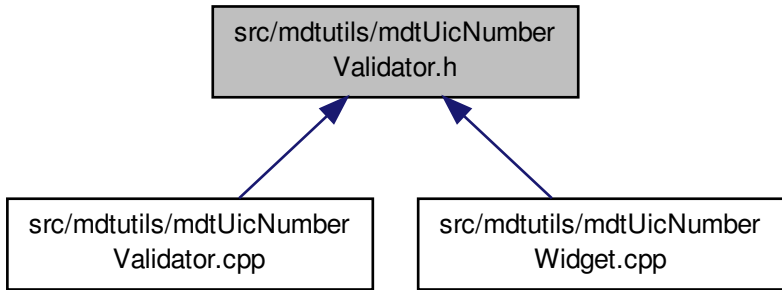 src/mdtutils/mdtUicNumber
Validator.h
src/mdtutils/mdtUicNumber
Validator.cpp
src/mdtutils/mdtUicNumber
Widget.cpp